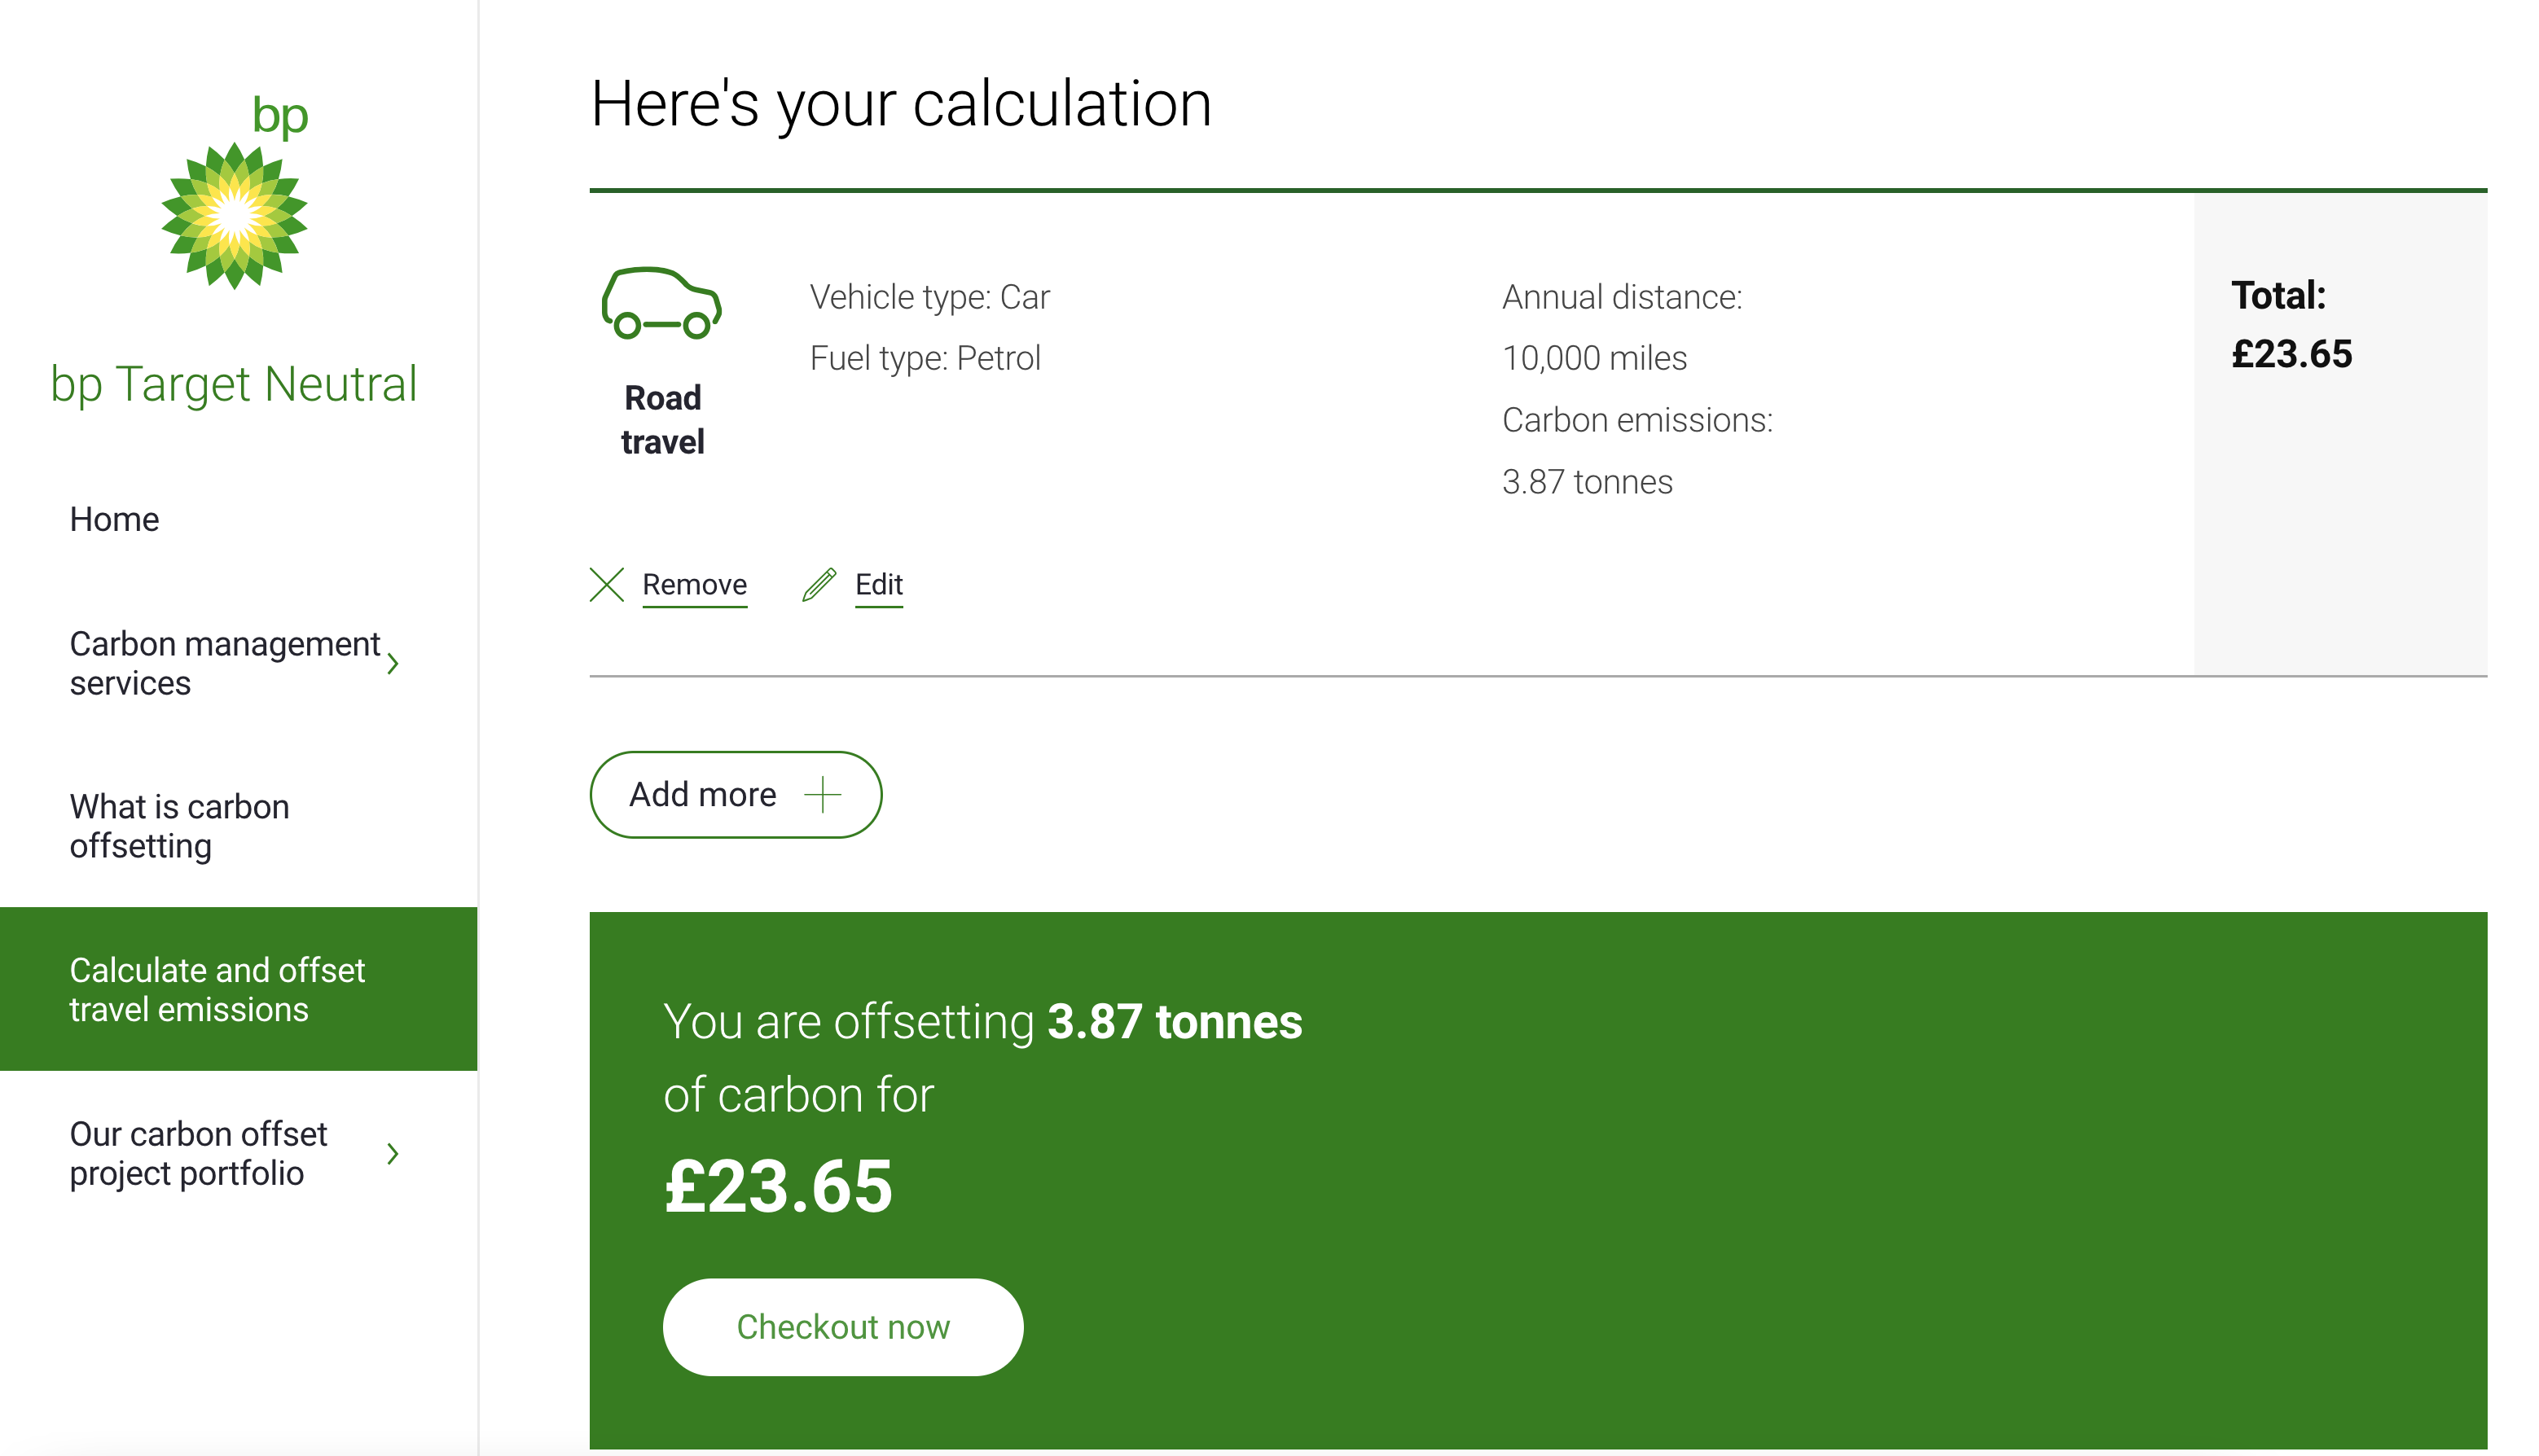 bp
bp Target Neutral
Home
Carbon management
services
What is carbon
offsetting
Calculate and offset
travel emissions
Our carbon offset
project portfolio
Here's your calculation
Road
travel
Vehicle type: Car
Fuel type: Petrol
Annual distance:
10,000 miles
Carbon emissions:
3.87 tonnes
Total:
£23.65
Remove
Edit
Add more
You are offsetting 3.87 tonnes
of carbon for
£23.65
Checkout now